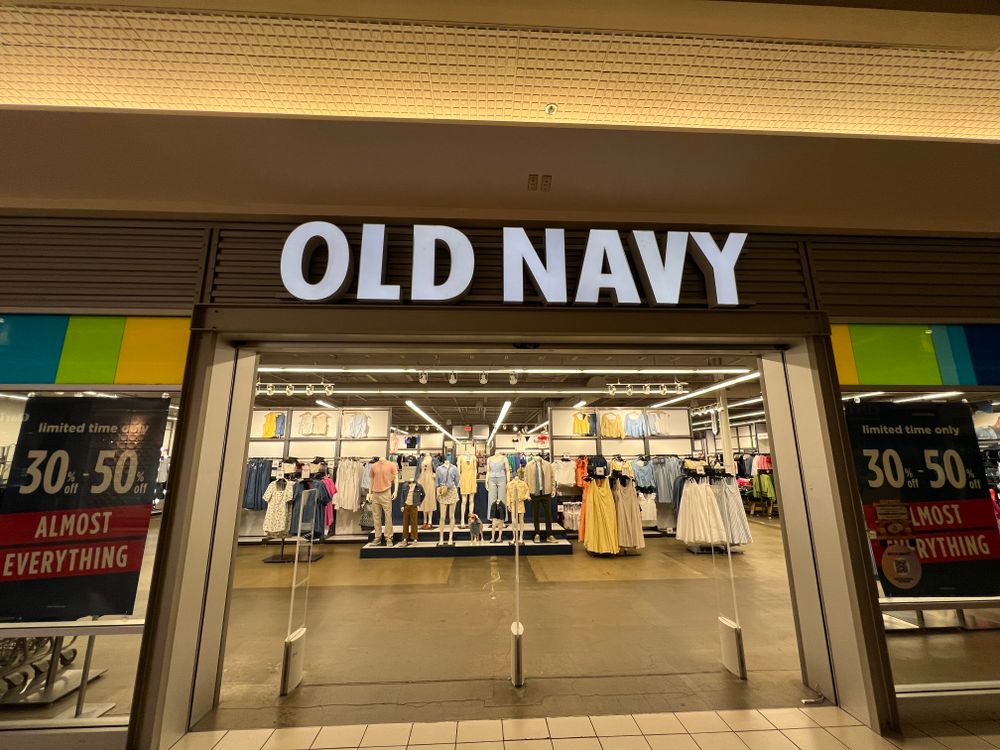 OLD NAVY
limited time only
30% off - 50% off
ALMOST
EVERYTHING
limited time only
30% off - 50% off
LMOST
RYTHING